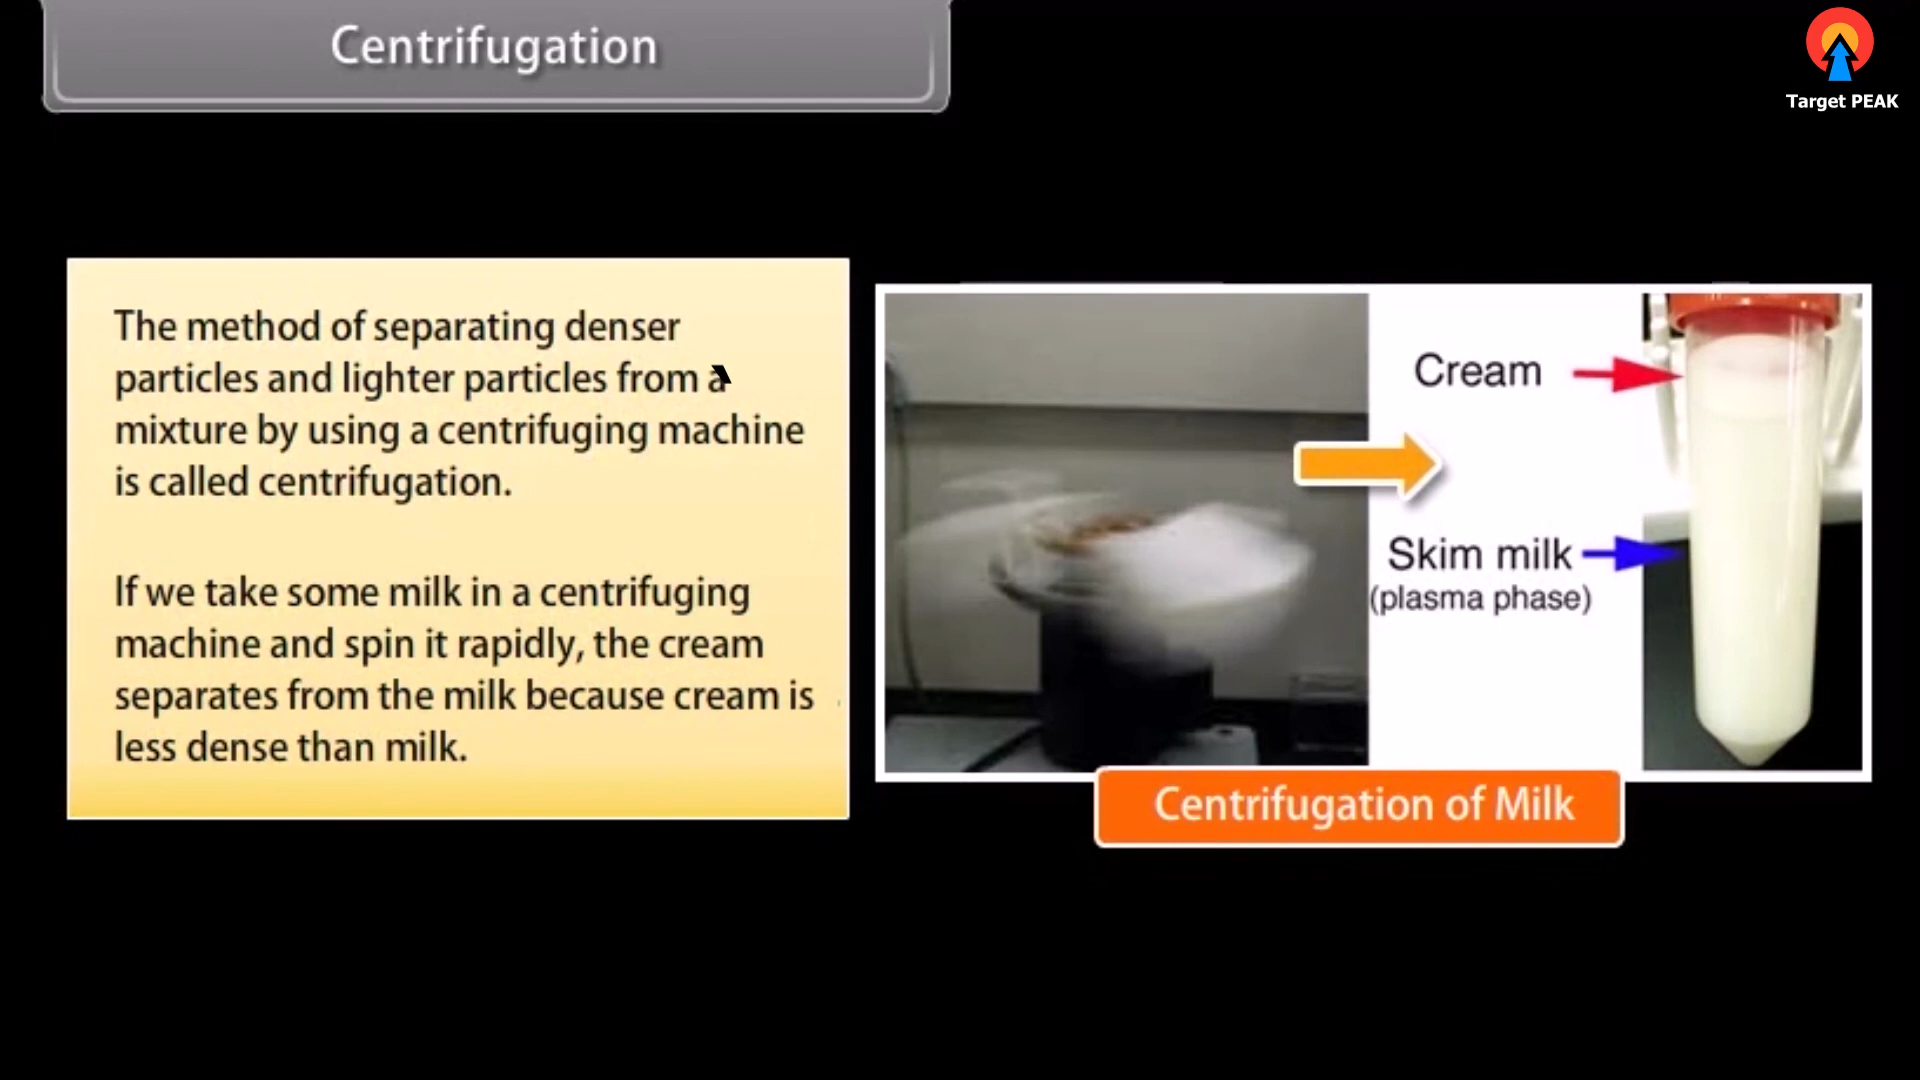 Centrifugation
Target PEAK
The method of separating denser
particles and lighter particles from a
mixture by using a centrifuging machine
is called centrifugation.
If we take some milk in a centrifuging
machine and spin it rapidly, the cream
separates from the milk because cream is
less dense than milk.
Cream
Skim milk
(plasma phase)
Centrifugation of Milk